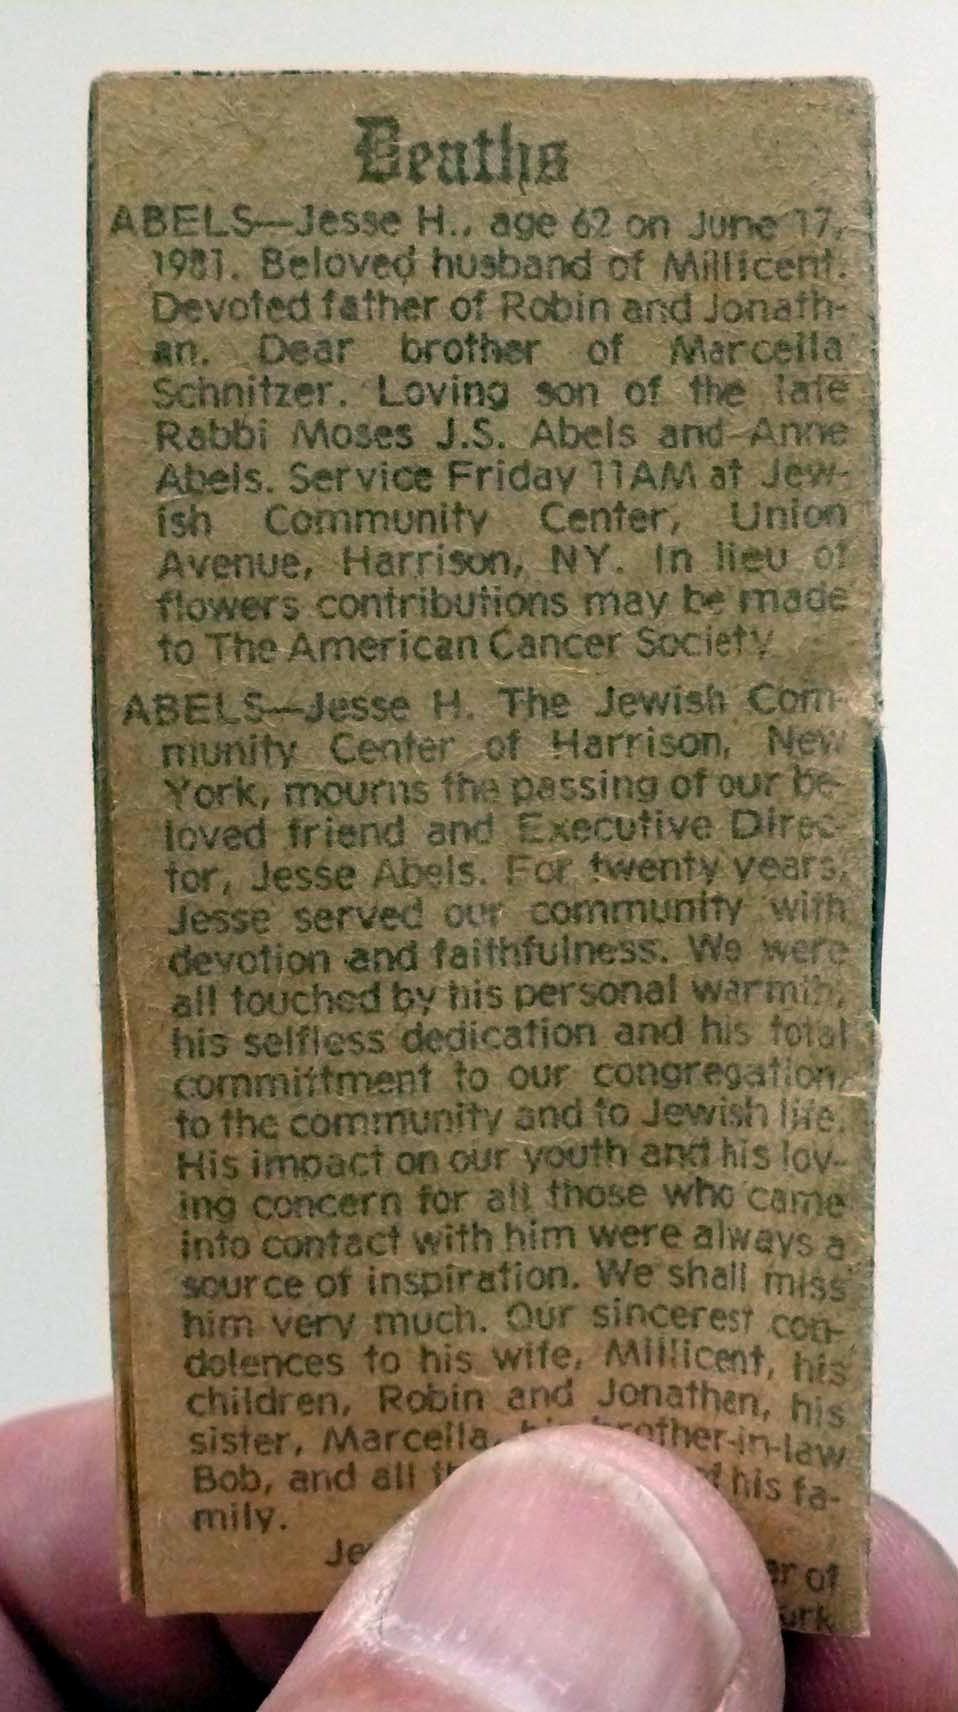 Deaths
ABELS—Jesse H., age 62 on June 17,
1981. Beloved husband of Millicent.
Devoted father of Robin and Jonath-
an. Dear brother of Marcella
Schnitzer. Loving son of the late
Rabbi Moses J.S. Abels and Anne
Abels. Service Friday 11AM at Jew-
ish Community Center, Union
Avenue, Harrison, NY. In lieu of
flowers contributions may be made
to The American Cancer Society
ABELS—Jesse H. The Jewish Com-
munity Center of Harrison, New
York, mourns the passing of our be-
loved friend and Executive Direc-
tor, Jesse Abels. For twenty years,
Jesse served our community with
devotion and faithfulness. We were
all touched by his personal warmth,
his selfless dedication and his total
committment to our congregation,
to the community and to Jewish life.
His impact on our youth and his lov-
ing concern for all those who came
into contact with him were always a
source of inspiration. We shall miss
him very much. Our sincerest con-
dolences to his wife, Millicent, his
children, Robin and Jonathan, his
sister, Marcella, brother-in-law
Bob, and all his fa-
mily.
of